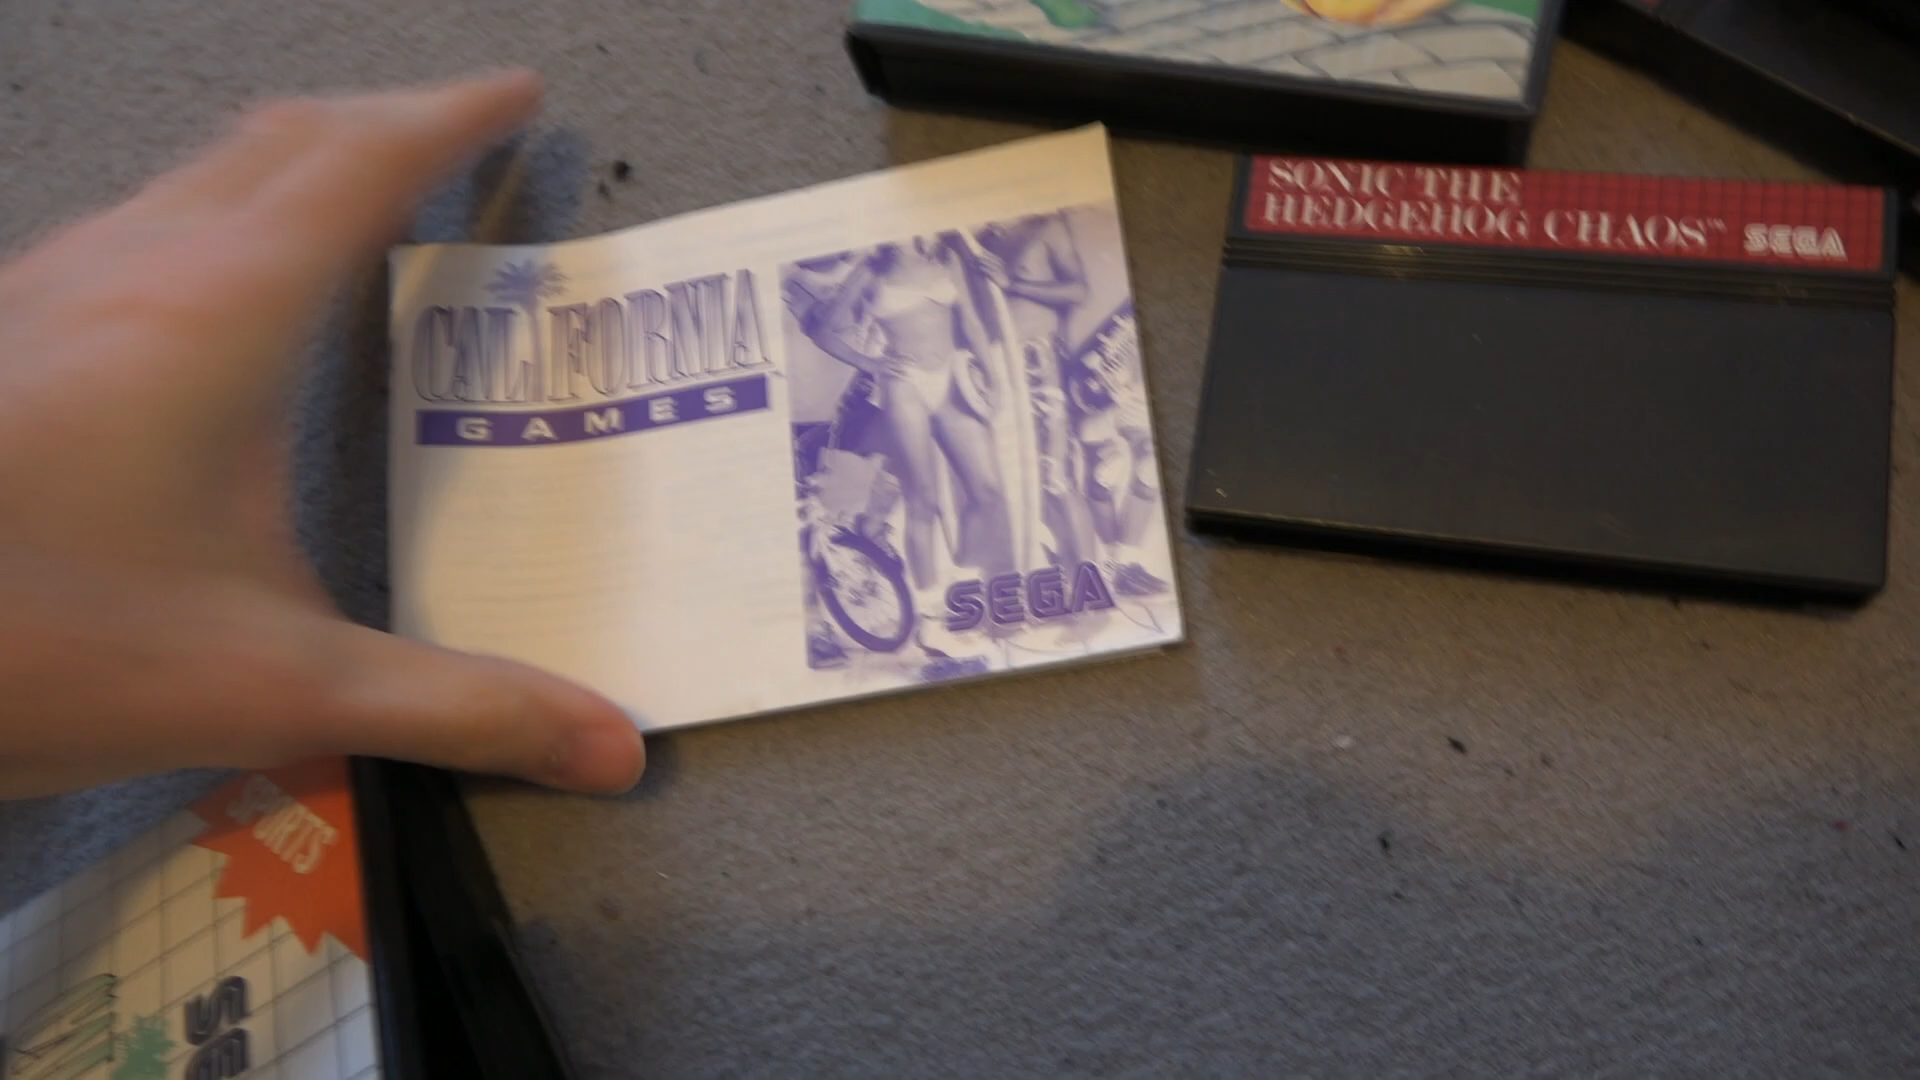 CALIFORNIA
GAMES
SEGA
SONIC THE
HEDGEHOG CHAOS™ SEGA
SPORTS